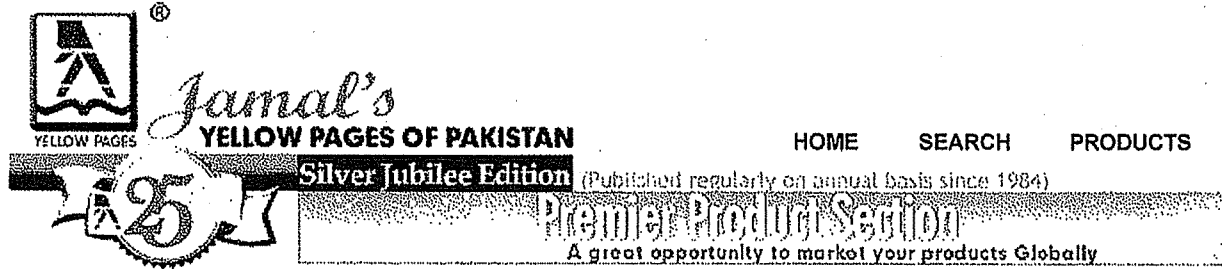 ®
Jamal's
YELLOW PAGES
YELLOW PAGES OF PAKISTAN
HOME SEARCH PRODUCTS
25
Silver Jubilee Edition (Published regularly on annual basis since 1984)
Premier Product Section
A great opportunity to market your products Globally